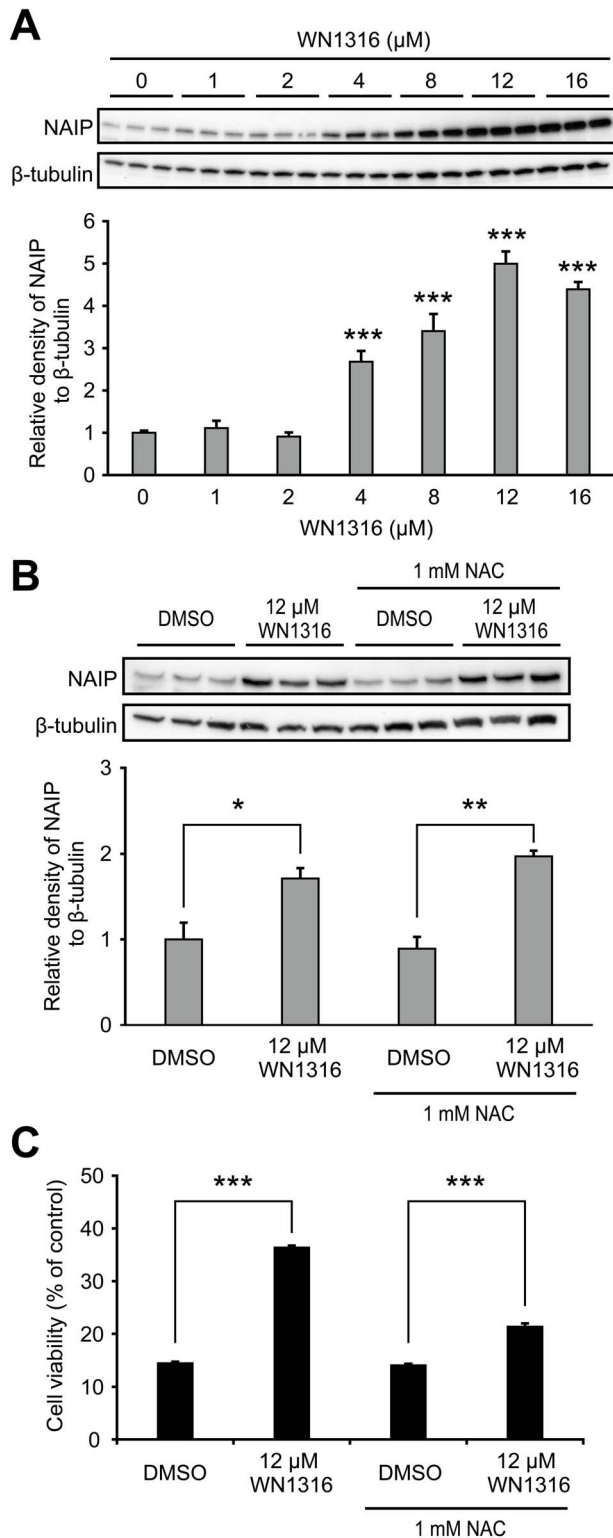 A
WN1316 (μM)
0 1 2 4 8 12 16
NAIP
β-tubulin
Relative density of NAIP
to β-tubulin
6
5
4
3
2
1
0
***
***
***
***
0 1 2 4 8 12 16
WN1316 (μM)
B
1 mM NAC
DMSO
12 μM
WN1316
DMSO
12 μM
WN1316
NAIP
β-tubulin
Relative density of NAIP
to β-tubulin
3
2
1
0
*
**
DMSO
12 μM
WN1316
DMSO
12 μM
WN1316
1 mM NAC
C
Cell viability (% of control)
50
40
30
20
10
0
***
***
DMSO
12 μM
WN1316
DMSO
12 μM
WN1316
1 mM NAC